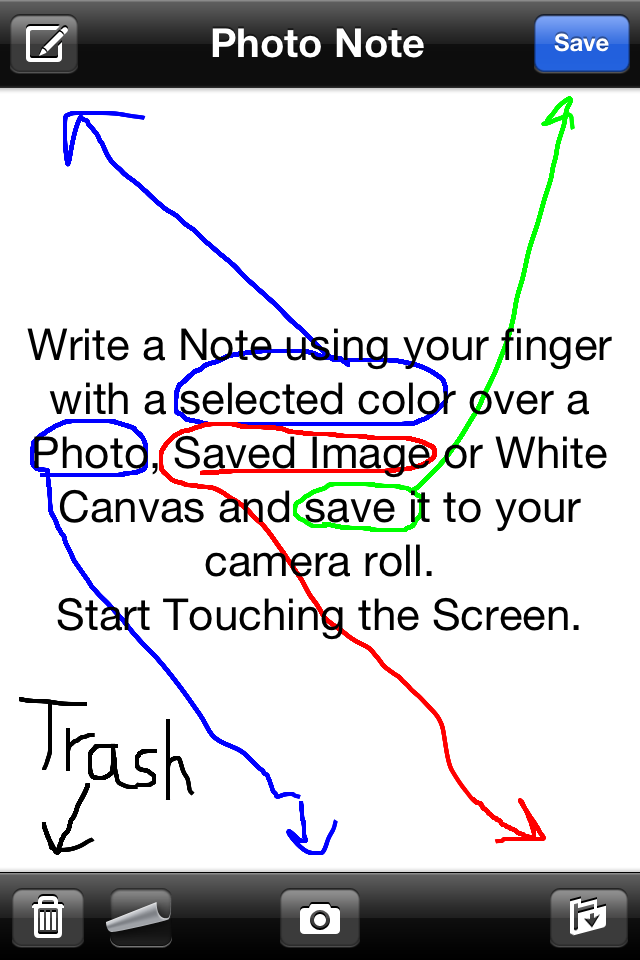 Photo Note
Save
Write a Note using your finger
with a selected color over a
Photo, Saved Image or White
Canvas and save it to your
camera roll.
Start Touching the Screen.
Trash